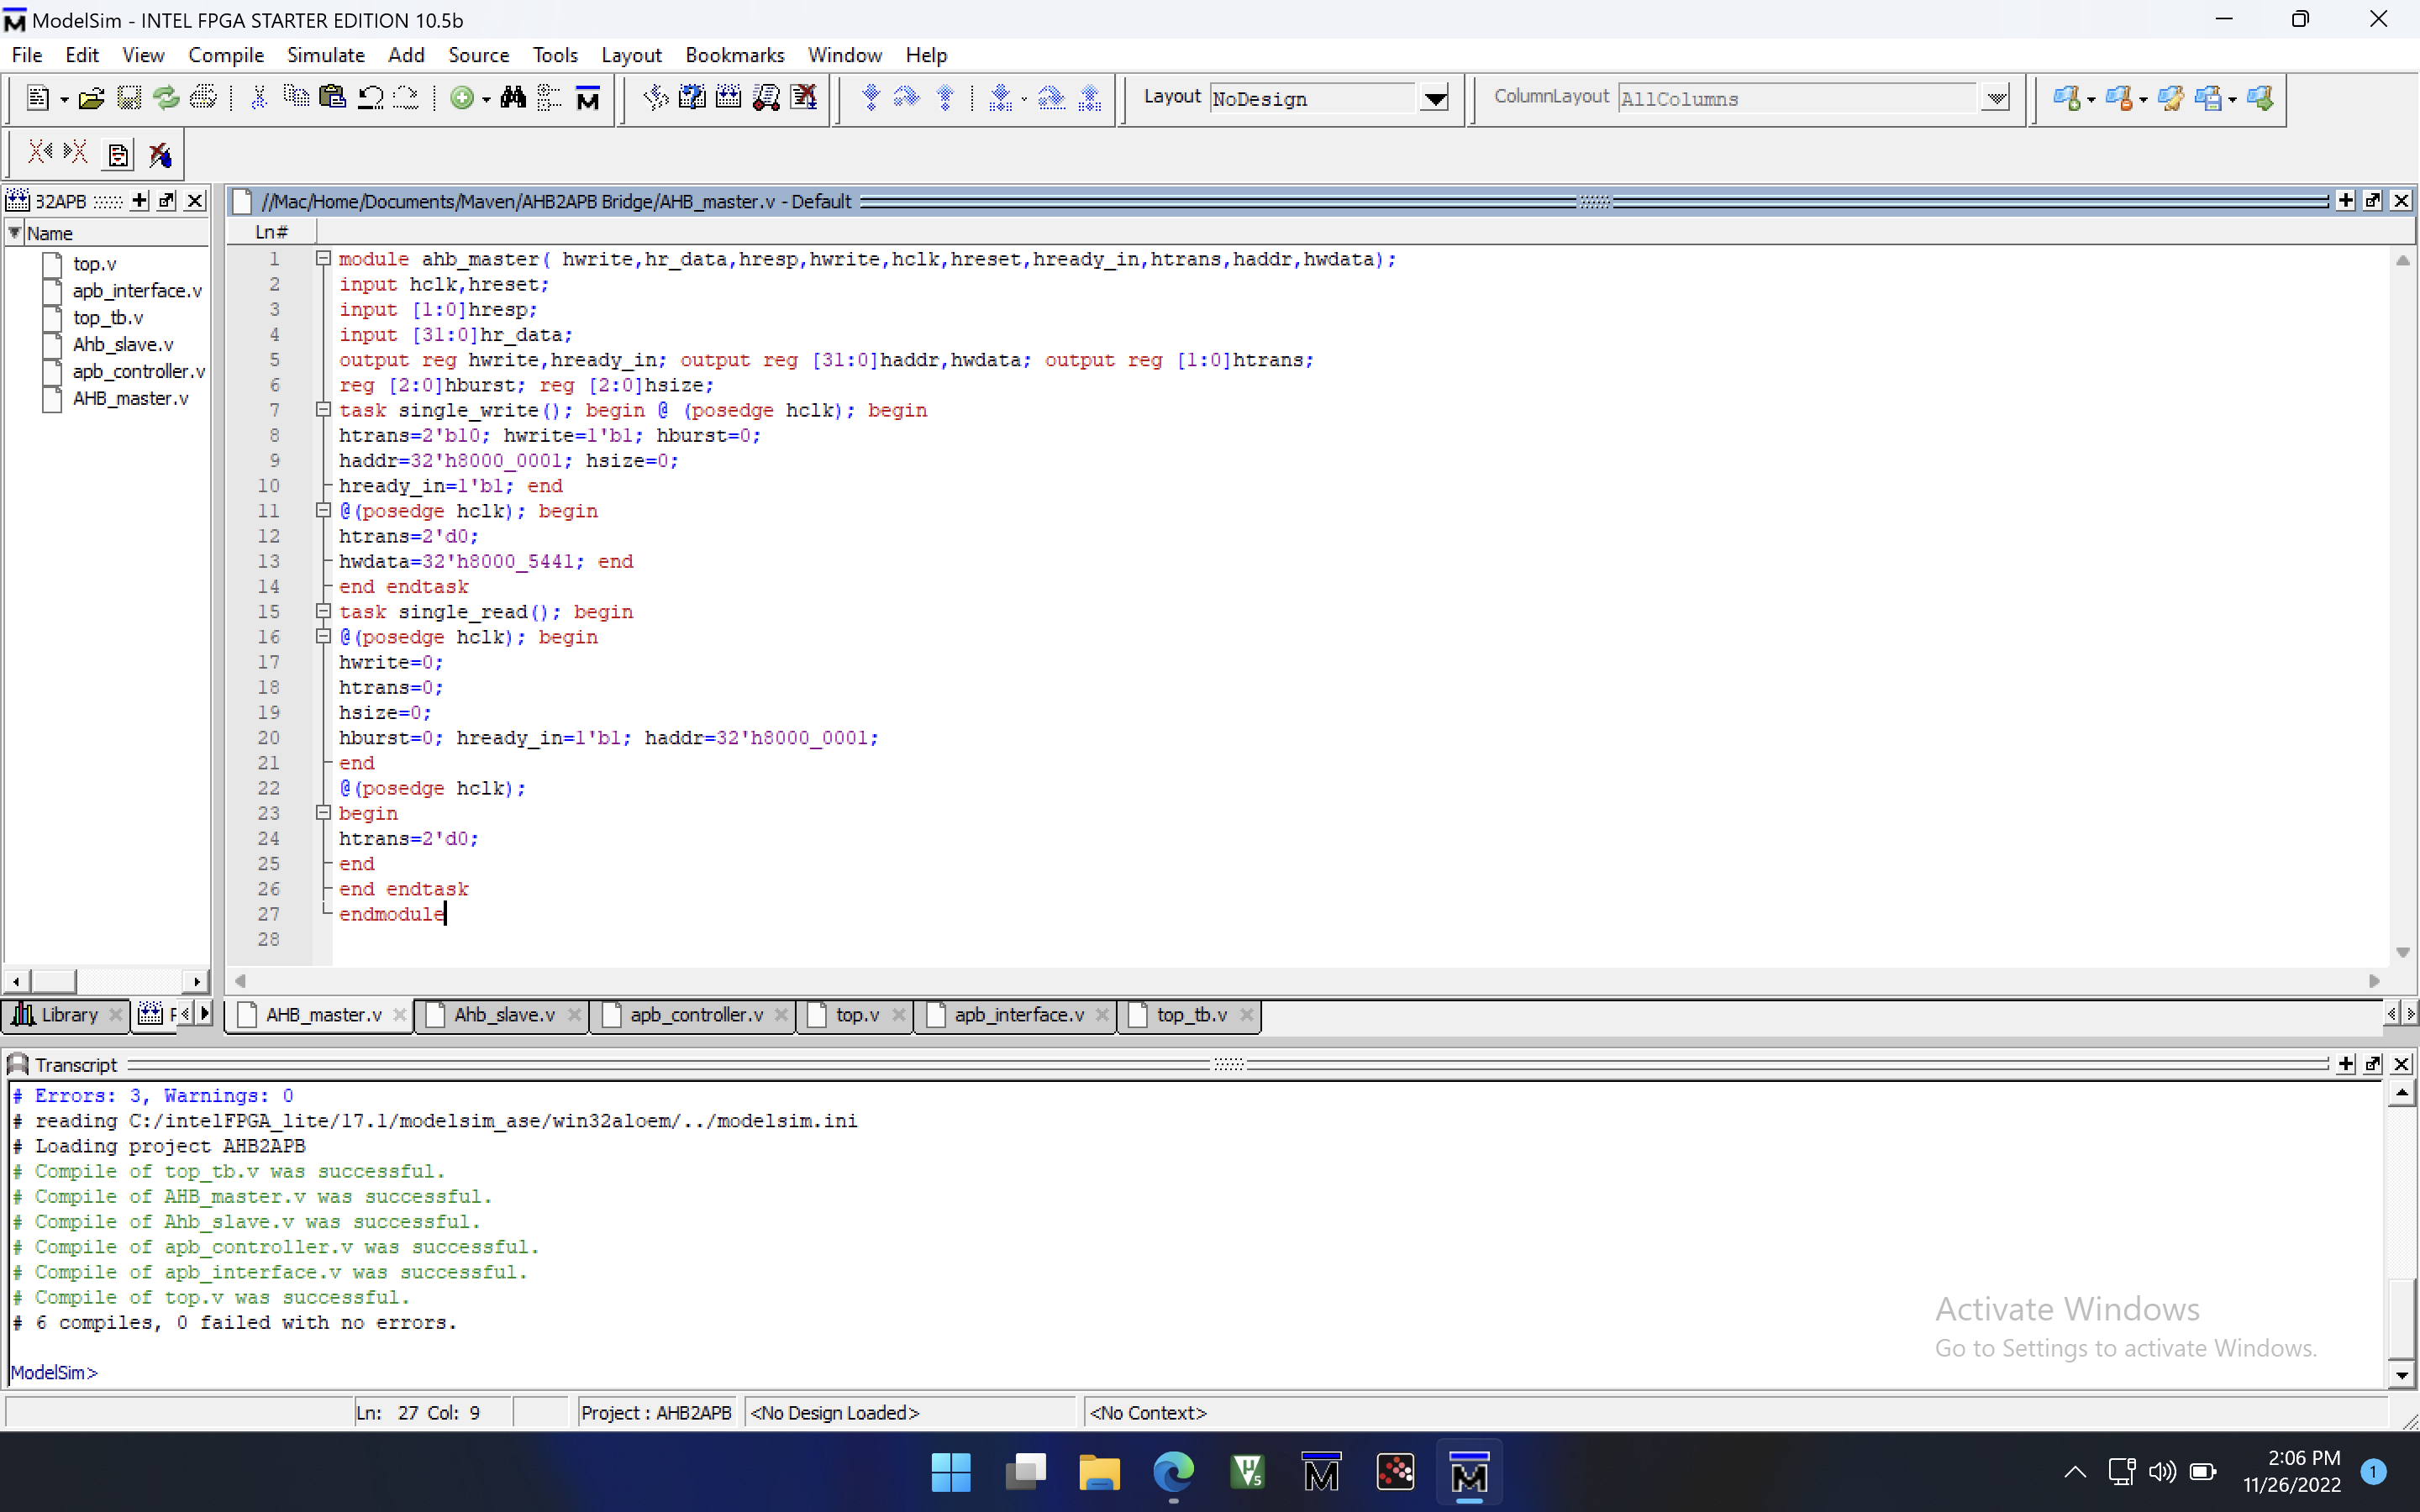 ModelSim - INTEL FPGA STARTER EDITION 10.5b
File Edit View Compile Simulate Add Source Tools Layout Bookmarks Window Help
Layout NoDesign
ColumnLayout AllColumns
32APB
//Mac/Home/Documents/Maven/AHB2APB Bridge/AHB_master.v - Default
Name
Ln#
top.v
apb_interface.v
top_tb.v
Ahb_slave.v
apb_controller.v
AHB_master.v
1 module ahb_master( hwrite,hr_data,hresp,hwrite,hclk,hreset,hready_in,htrans,haddr,hwdata);
2 input hclk,hreset;
3 input [1:0]hresp;
4 input [31:0]hr_data;
5 output reg hwrite,hready_in; output reg [31:0]haddr,hwdata; output reg [1:0]htrans;
6 reg [2:0]hburst; reg [2:0]hsize;
7 task single_write(); begin @ (posedge hclk); begin
8 htrans=2'b10; hwrite=1'b1; hburst=0;
9 haddr=32'h8000_0001; hsize=0;
10 hready_in=1'b1; end
11 @(posedge hclk); begin
12 htrans=2'd0;
13 hwdata=32'h8000_5441; end
14 end endtask
15 task single_read(); begin
16 @(posedge hclk); begin
17 hwrite=0;
18 htrans=0;
19 hsize=0;
20 hburst=0; hready_in=1'b1; haddr=32'h8000_0001;
21 end
22 @(posedge hclk);
23 begin
24 htrans=2'd0;
25 end
26 end endtask
27 endmodule
28
Library
AHB_master.v Ahb_slave.v apb_controller.v top.v apb_interface.v top_tb.v
Transcript
# Errors: 3, Warnings: 0
# reading C:/intelFPGA_lite/17.1/modelsim_ase/win32aloem/../modelsim.ini
# Loading project AHB2APB
# Compile of top_tb.v was successful.
# Compile of AHB_master.v was successful.
# Compile of Ahb_slave.v was successful.
# Compile of apb_controller.v was successful.
# Compile of apb_interface.v was successful.
# Compile of top.v was successful.
# 6 compiles, 0 failed with no errors.
ModelSim>
Activate Windows
Go to Settings to activate Windows.
Ln: 27 Col: 9
Project : AHB2APB
<No Design Loaded>
<No Context>
2:06 PM
11/26/2022
1